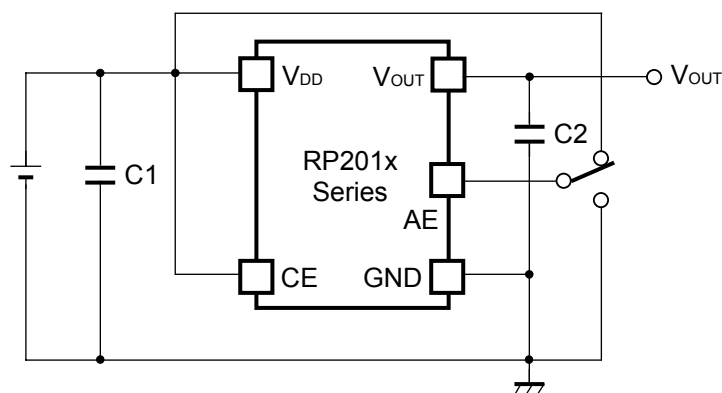 VDD
VOUT
VOUT
C1
C2
RP201x
Series
AE
CE
GND